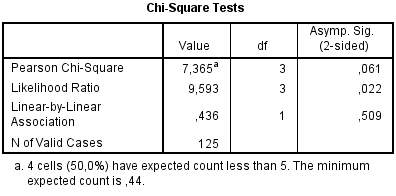 Chi-Square Tests
Value df Asymp. Sig. (2-sided)
Pearson Chi-Square 7,365a 3 ,061
Likelihood Ratio 9,593 3 ,022
Linear-by-Linear Association ,436 1 ,509
N of Valid Cases 125
a. 4 cells (50,0%) have expected count less than 5. The minimum
expected count is ,44.